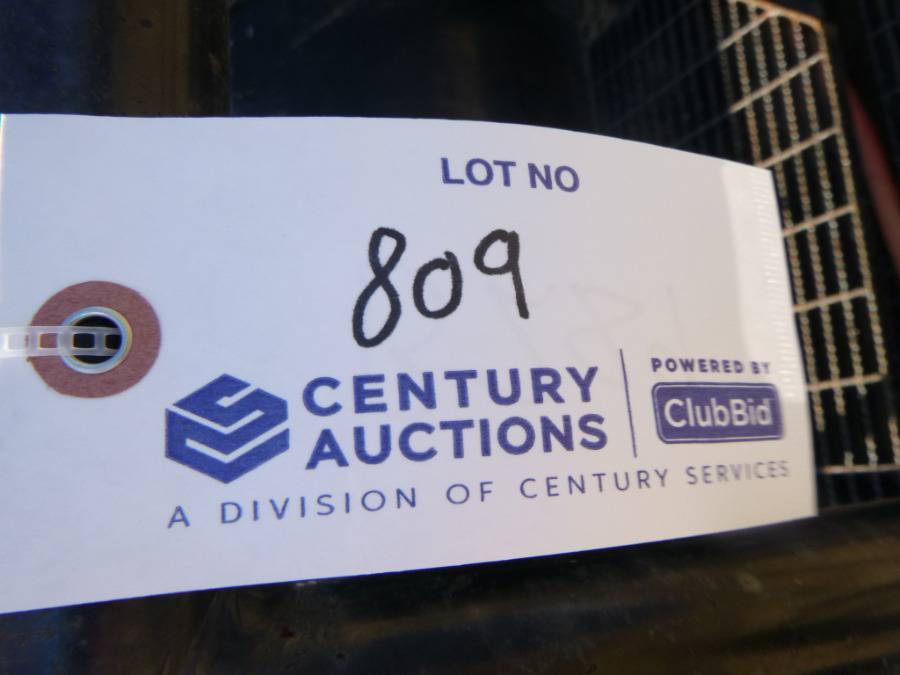 LOT NO
809
CENTURY
AUCTIONS
POWERED BY
ClubBid
A DIVISION OF CENTURY SERVICES